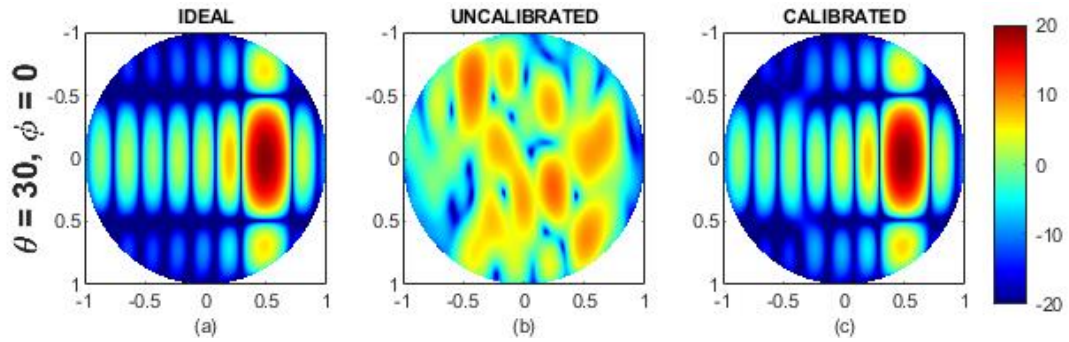 IDEAL UNCALIBRATED CALIBRATED
θ = 30, ϕ = 0
-1 -1 -1 20
-0.5 -0.5 -0.5 10
0 0 0 0
0.5 0.5 0.5 -10
1 1 1 -20
-1 -0.5 0 0.5 1 -1 -0.5 0 0.5 1 -1 -0.5 0 0.5 1
(a) (b) (c)